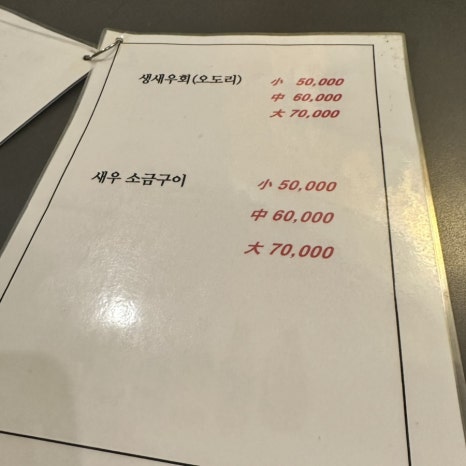 생새우회(오도리) 小 50,000
中 60,000
大 70,000
새우 소금구이 小 50,000
中 60,000
大 70,000